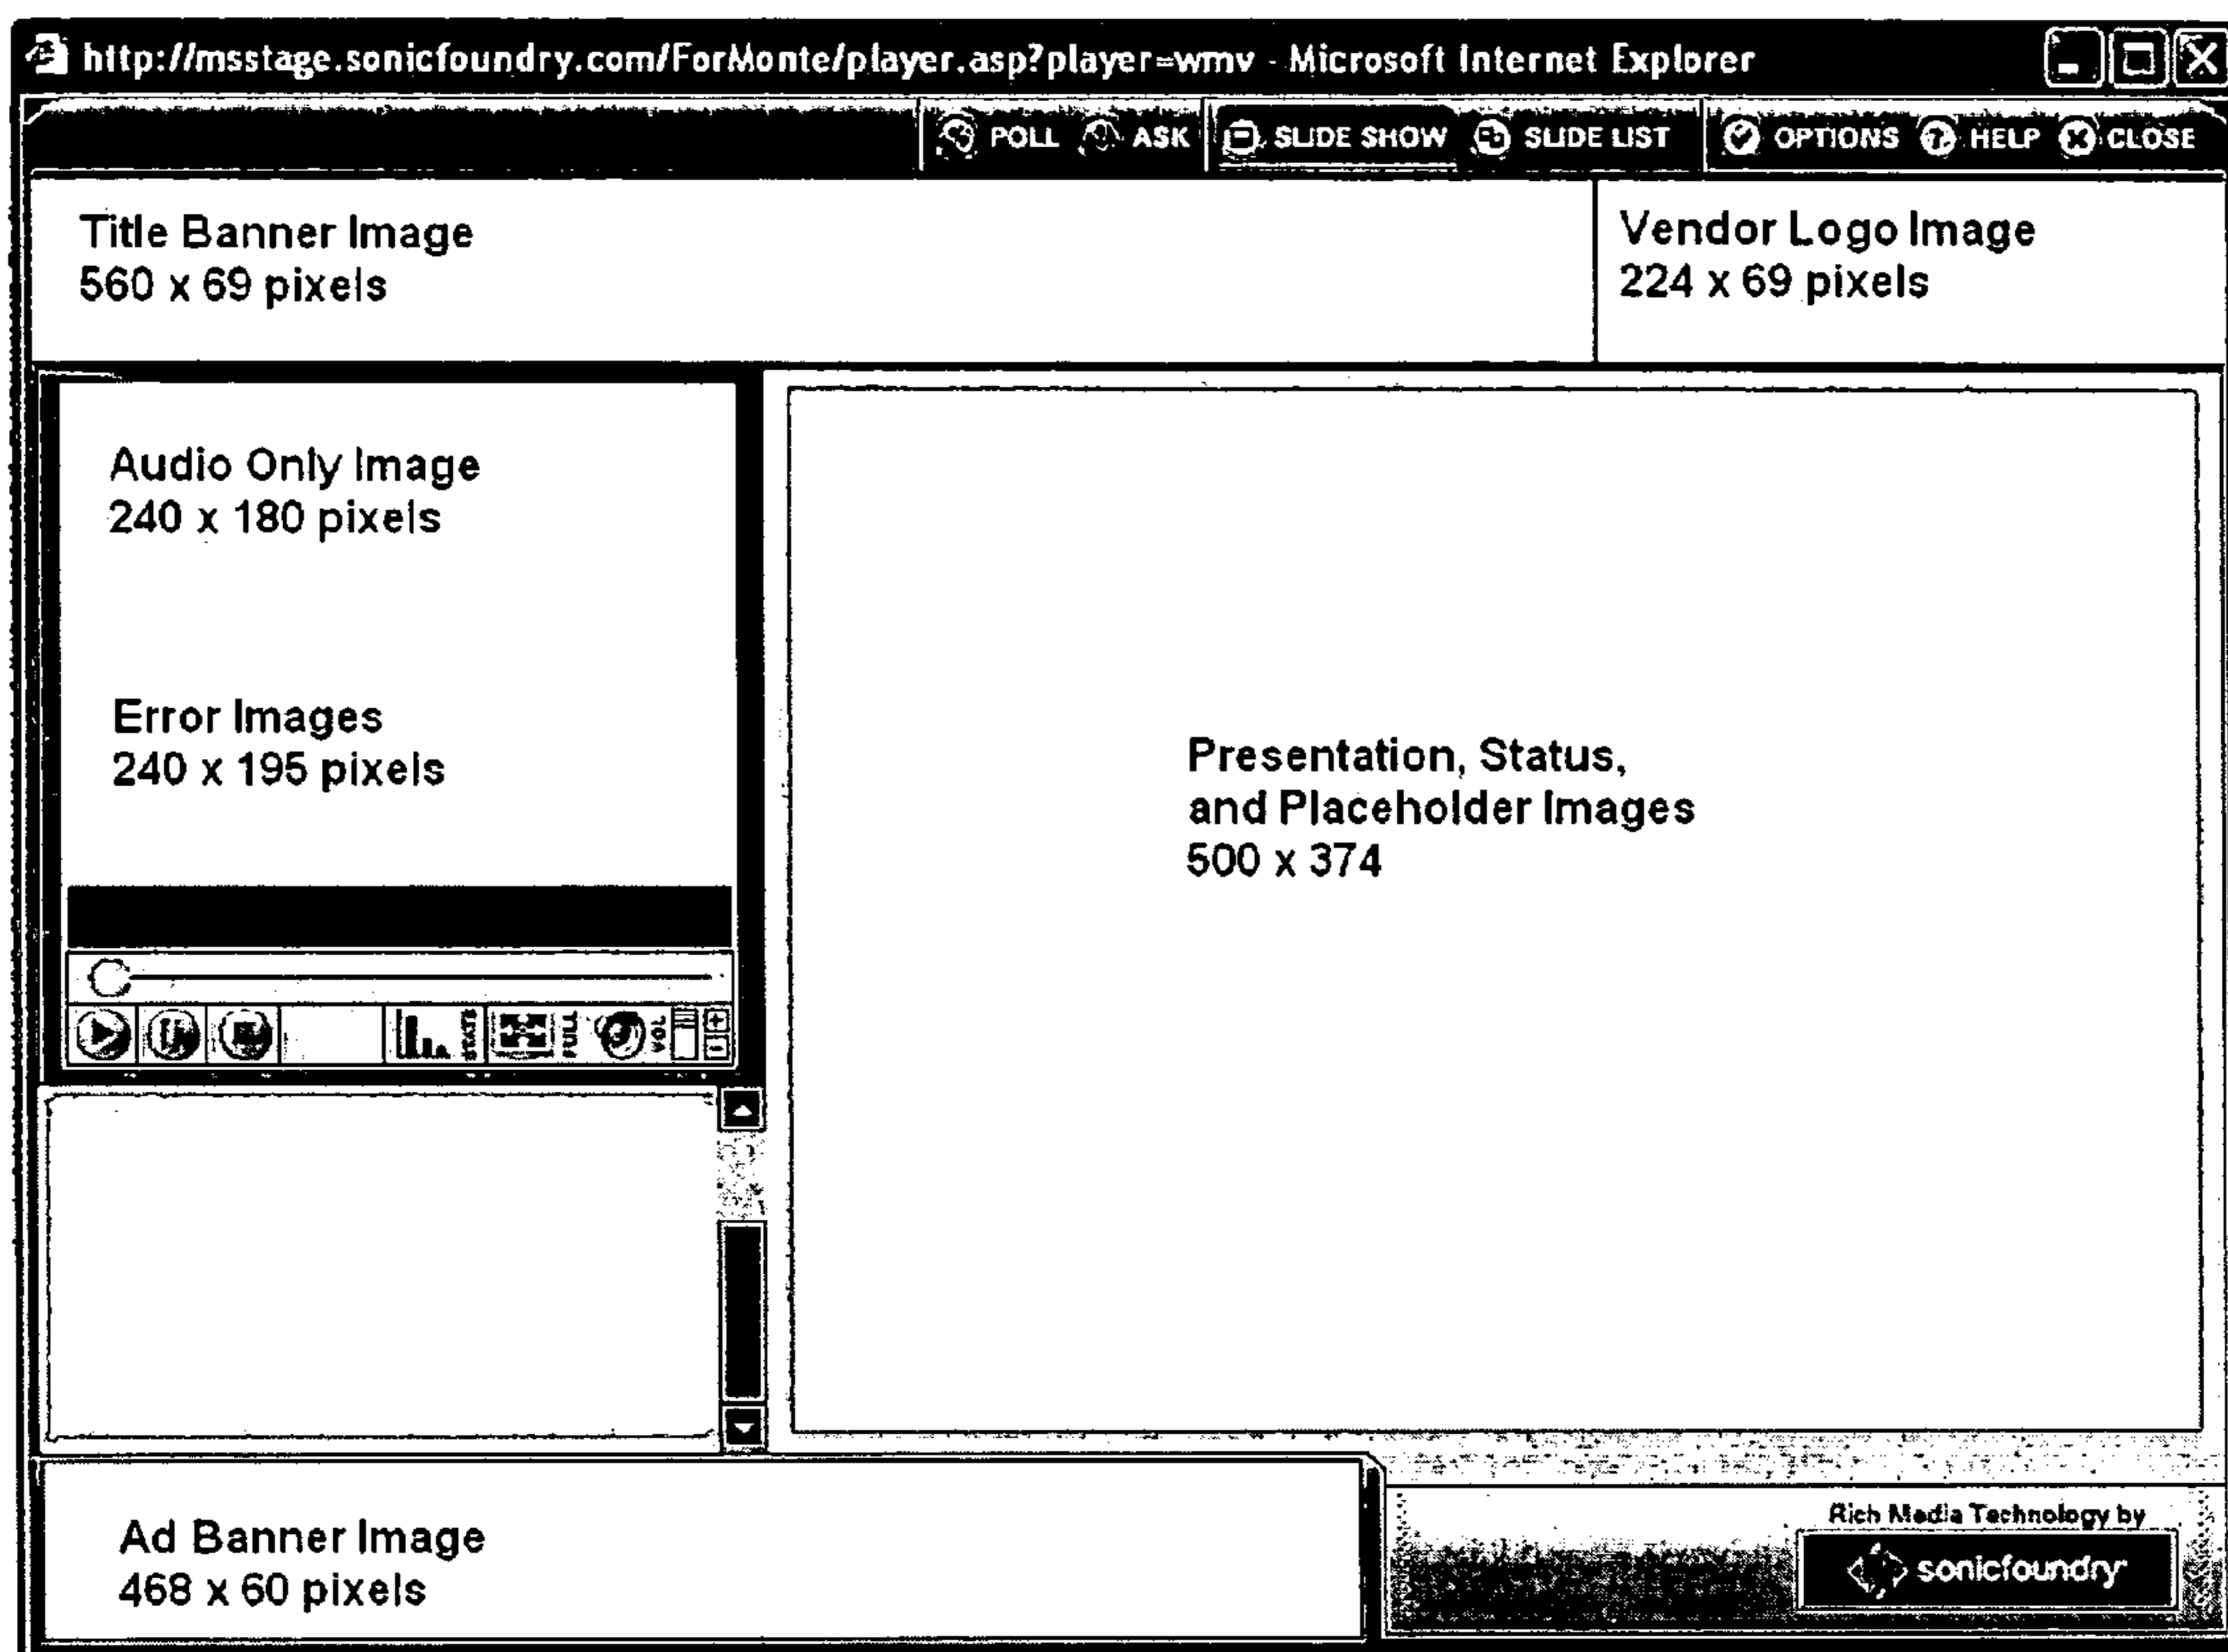 http://msstage.sonicfoundry.com/ForMonte/player.asp?player=wmv - Microsoft Internet Explorer
POLL ASK SLIDE SHOW SLIDE LIST OPTIONS HELP CLOSE
Title Banner Image
560 x 69 pixels
Vendor Logo Image
224 x 69 pixels
Audio Only Image
240 x 180 pixels
Error Images
240 x 195 pixels
Presentation, Status,
and Placeholder Images
500 x 374
STATS FULL VOL
Ad Banner Image
468 x 60 pixels
Rich Media Technology by
sonicfoundry